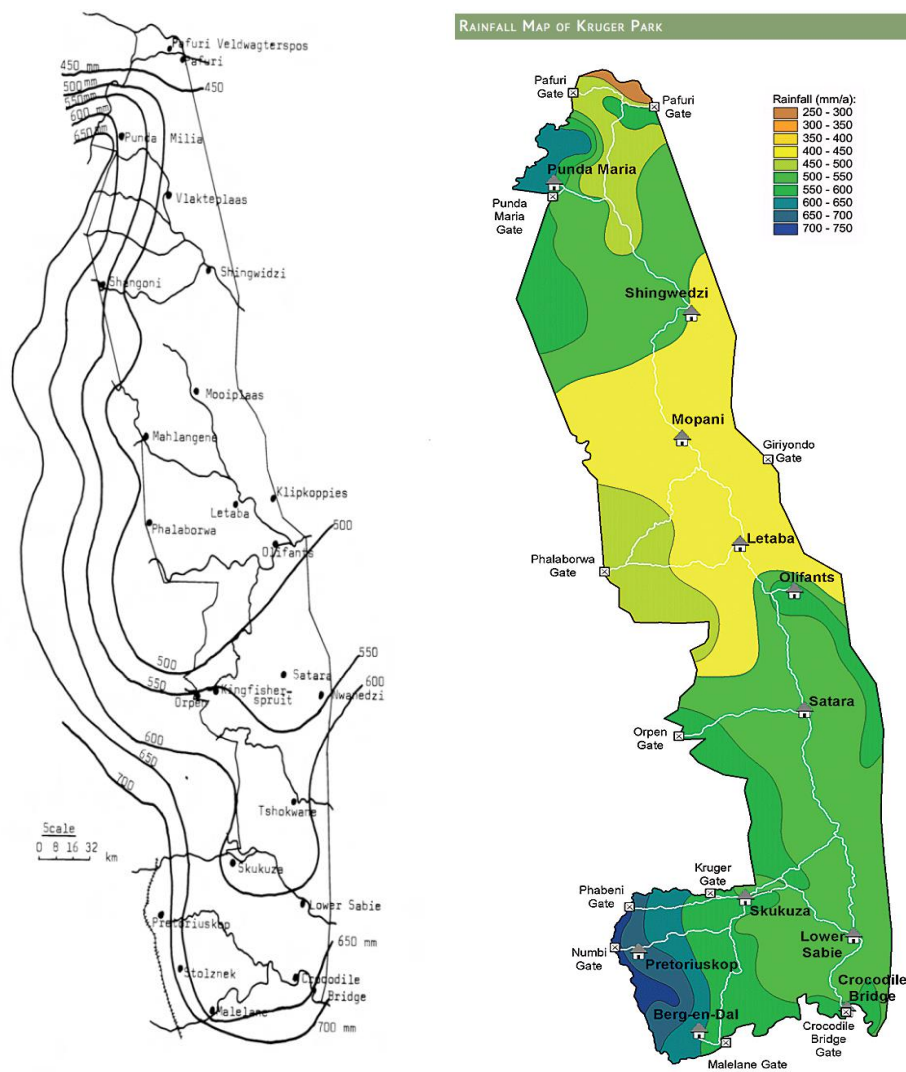 Pafuri Veldwagterspos
Pafuri
450 mm
450
500 mm
550mm
600 mm
650mm
Punda Milia
Vlakteplaas
Shingwidzi
Shangoni
Mooiplaas
Mahlangene
Klipkoppies
Letaba
Phalaborwa
Olifants
500
500
550
550
600
Satara
Kingfisher-
spruit
Nwanedzi
Orpen
600
650
700
Tshokwane
Scale
0 8 16 32
km
Skukuza
Lower Sabie
Pretoriuskop
650 mm
Stolznek
Crocodile
Bridge
Malelane
700 mm
RAINFALL MAP OF KRUGER PARK
Pafuri
Gate
Pafuri
Gate
Rainfall (mm/a):
250 - 300
300 - 350
350 - 400
400 - 450
450 - 500
500 - 550
550 - 600
600 - 650
650 - 700
700 - 750
Punda Maria
Punda
Maria
Gate
Shingwedzi
Mopani
Giriyondo
Gate
Letaba
Phalaborwa
Gate
Olifants
Satara
Orpen
Gate
Kruger
Gate
Phabeni
Gate
Skukuza
Numbi
Gate
Pretoriuskop
Lower
Sabie
Crocodile
Bridge
Berg-en-Dal
Crocodile
Bridge
Gate
Malelane Gate